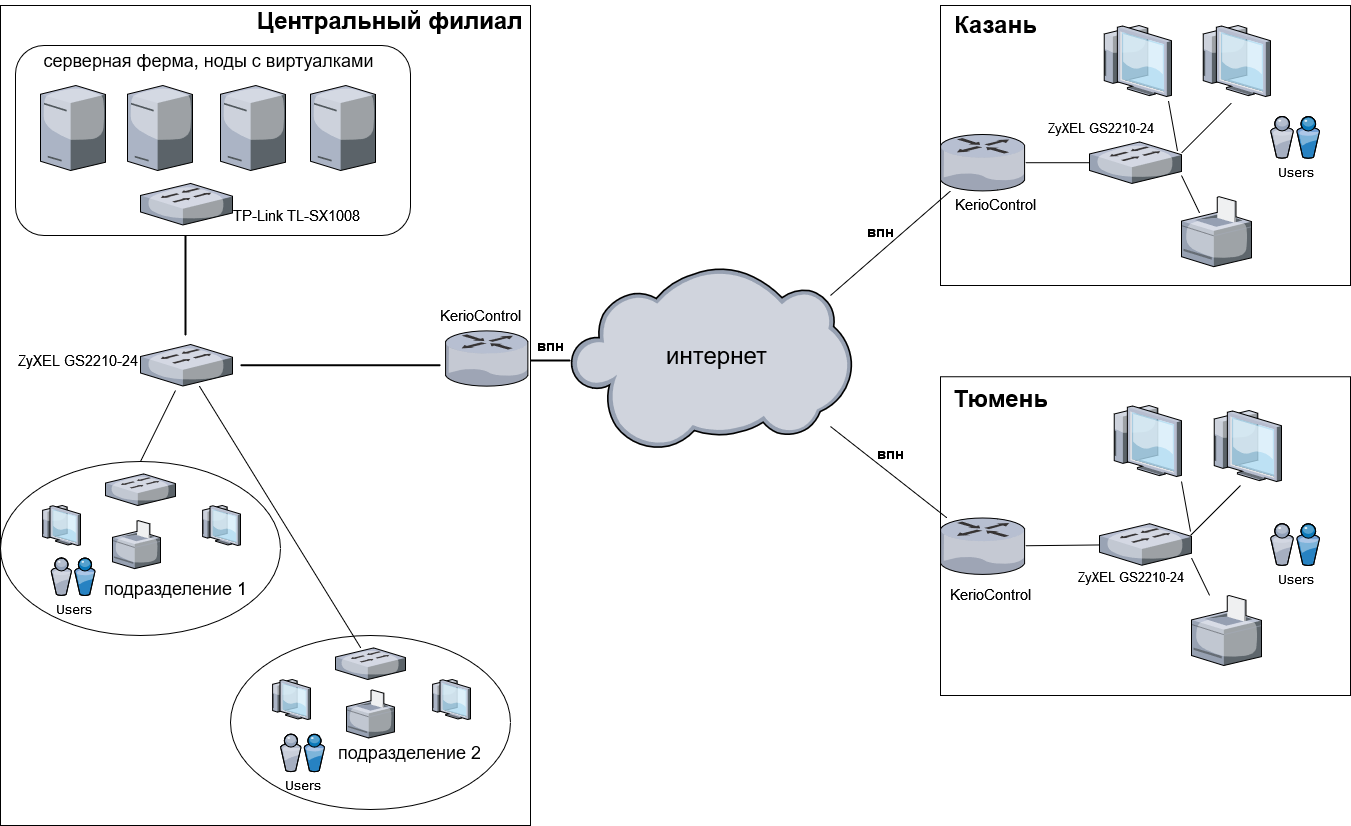 Центральный филиал
серверная ферма, ноды с виртуалками
TP-Link TL-SX1008
ZyXEL GS2210-24
KerioControl
впн
Users
подразделение 1
Users
подразделение 2
интернет
впн
впн
Казань
ZyXEL GS2210-24
KerioControl
Users
Тюмень
KerioControl
ZyXEL GS2210-24
Users